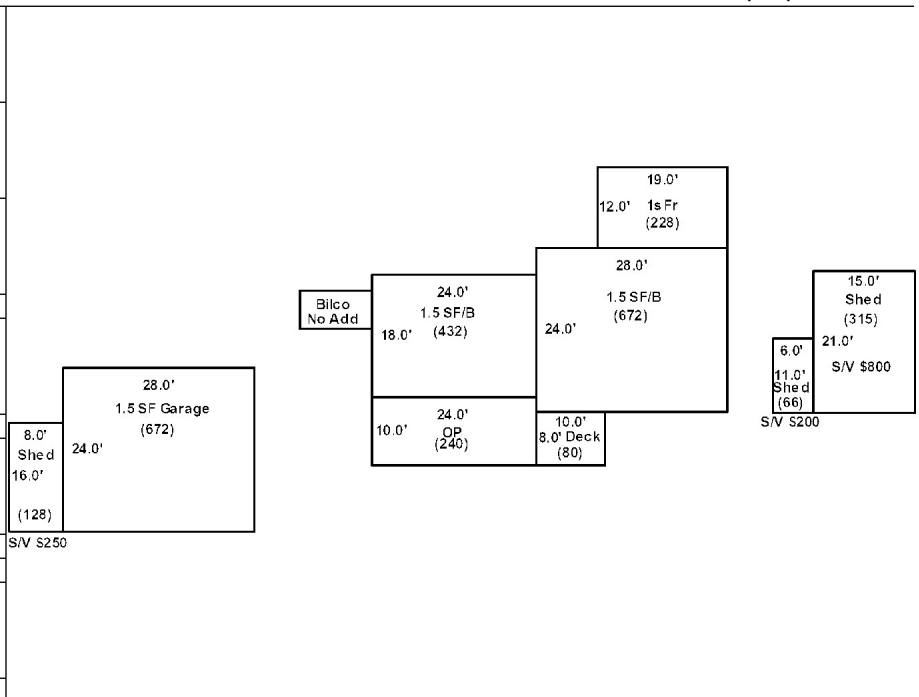 19.0'
12.0' 1s Fr
(228)
28.0'
1.5 SF/B
(672)
24.0'
Bilco
No Add
24.0'
1.5 SF/B
(432)
18.0'
24.0'
OP
(240)
10.0'
10.0'
8.0' Deck
(80)
15.0'
Shed
(315)
21.0'
S/V $800
6.0'
11.0'
Shed
(66)
S/V S200
28.0'
1.5 SF Garage
(672)
24.0'
8.0'
Shed
16.0'
(128)
S/V S250